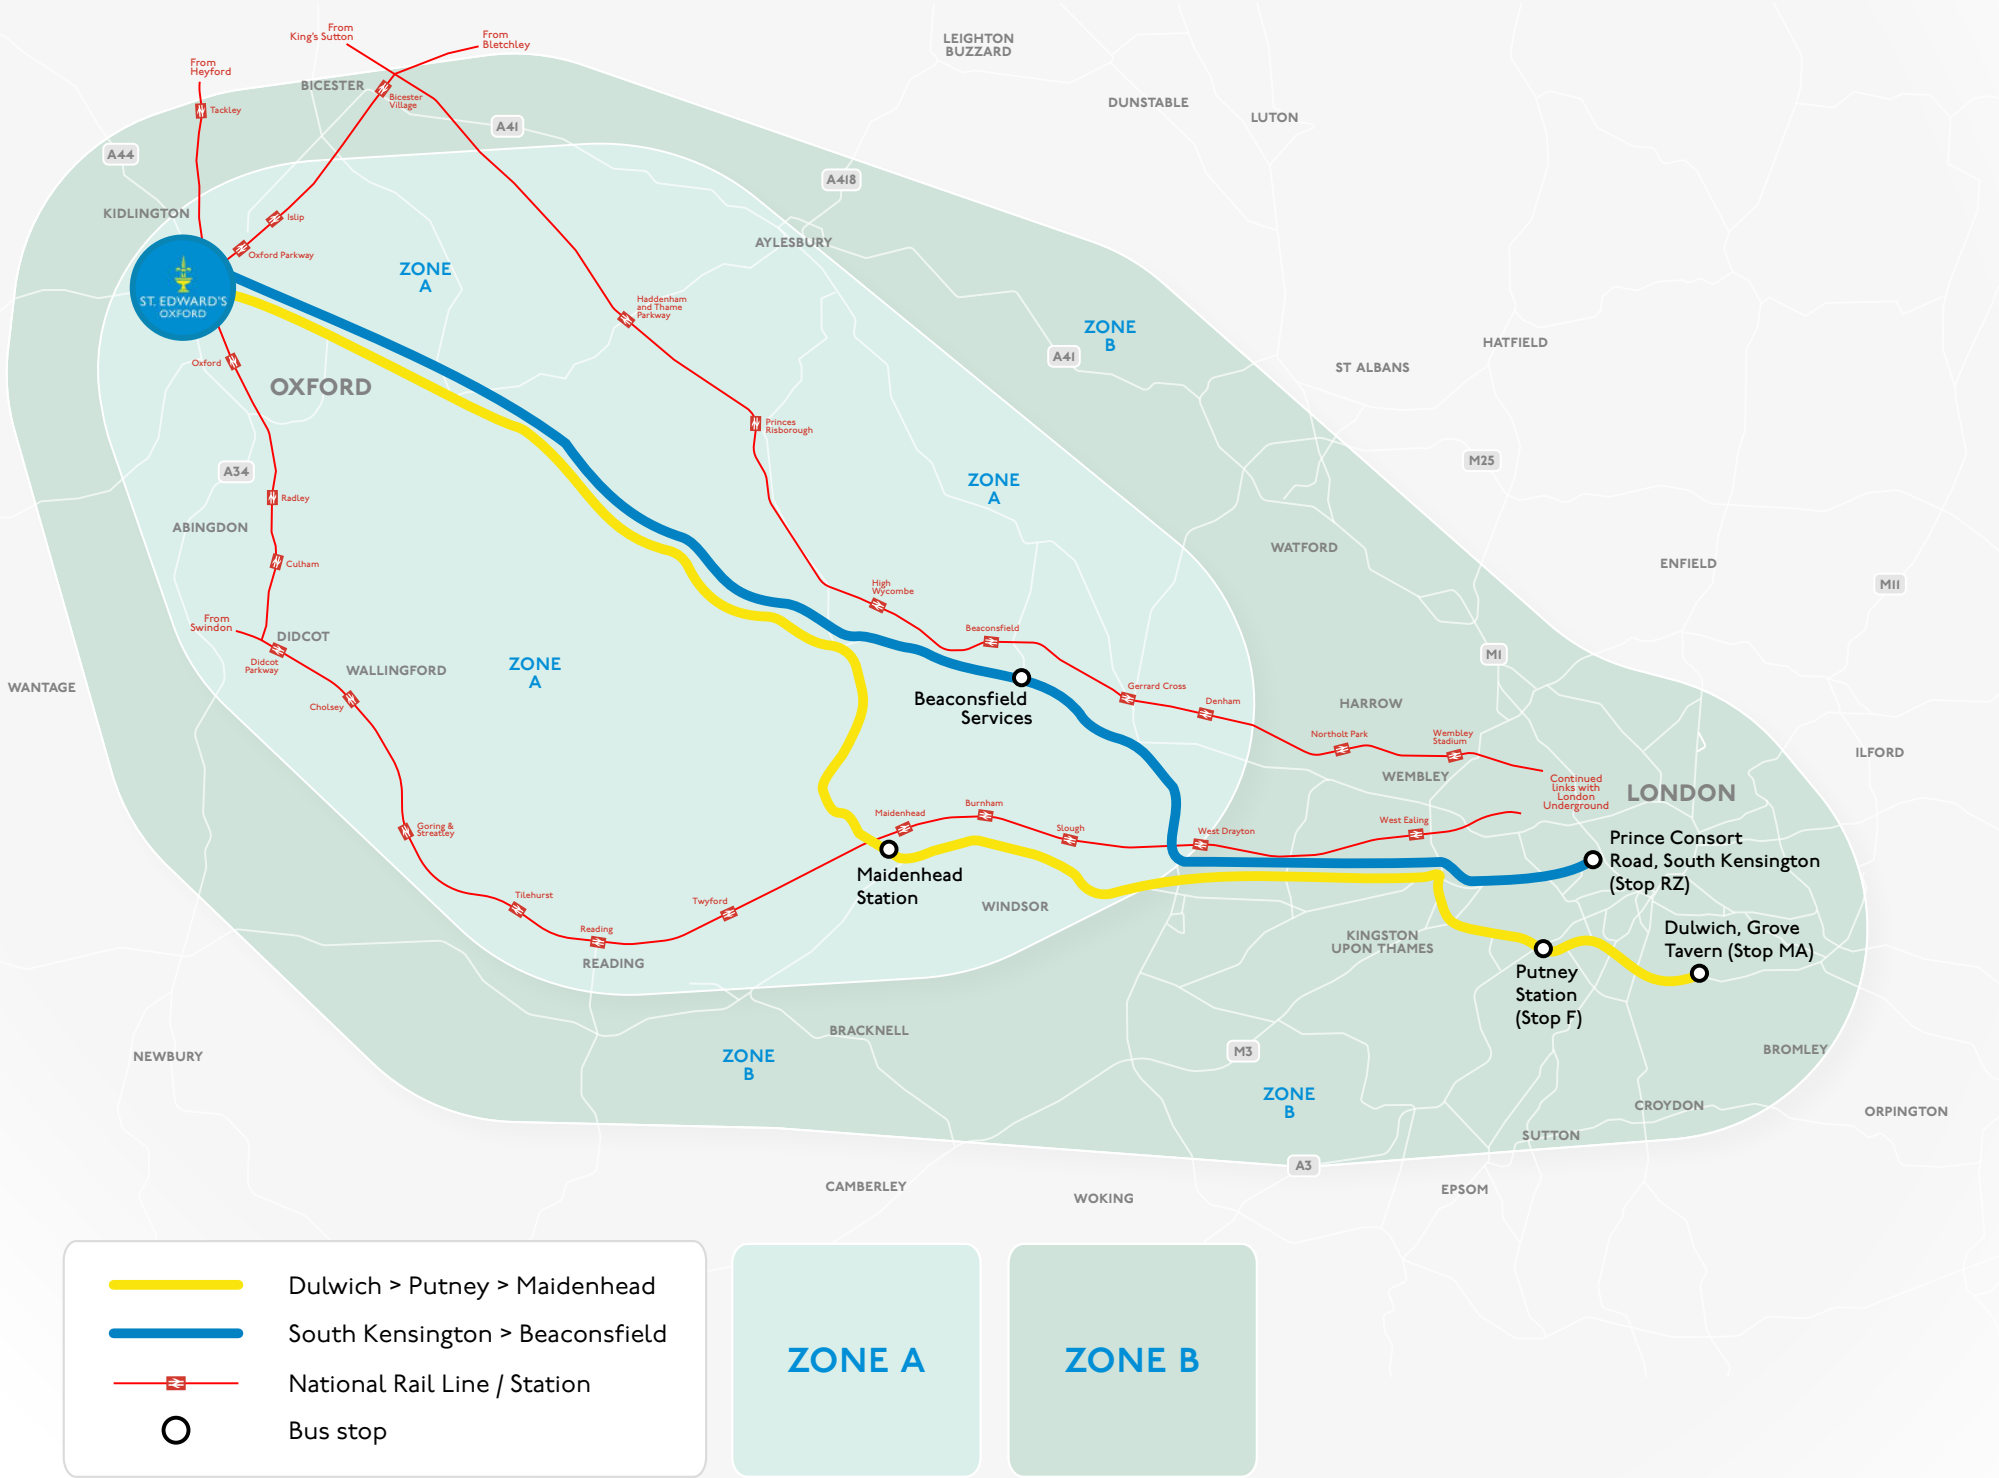 From
King's Sutton
From
Bletchley
From
Heyford
LEIGHTON
BUZZARD
BICESTER
Bicester
Village
Tackley
DUNSTABLE
LUTON
A41
A44
A418
KIDLINGTON
Islip
Oxford Parkway
AYLESBURY
ZONE
A
ST. EDWARD'S
OXFORD
Haddenham
and Thame
Parkway
ZONE
B
A41
HATFIELD
ST ALBANS
Oxford
OXFORD
Princes
Risborough
M25
A34
ZONE
A
Radley
ABINGDON
WATFORD
Culham
ENFIELD
M11
High
Wycombe
From
Swindon
DIDCOT
Didcot
Parkway
Beaconsfield
M1
WALLINGFORD
ZONE
A
WANTAGE
Cholsey
Beaconsfield
Services
Gerrard Cross
Denham
HARROW
Northolt Park
Wembley
Stadium
ILFORD
WEMBLEY
Continued
links with
London
Underground
LONDON
Maidenhead
Burnham
Slough
West Drayton
West Ealing
Goring &
Streatley
Prince Consort
Road, South Kensington
(Stop RZ)
Maidenhead
Station
Tilehurst
Twyford
WINDSOR
Reading
READING
KINGSTON
UPON THAMES
Dulwich, Grove
Tavern (Stop MA)
Putney
Station
(Stop F)
BRACKNELL
NEWBURY
ZONE
B
M3
BROMLEY
ZONE
B
CROYDON
ORPINGTON
SUTTON
A3
CAMBERLEY
WOKING
EPSOM
Dulwich > Putney > Maidenhead
South Kensington > Beaconsfield
National Rail Line / Station
Bus stop
ZONE A
ZONE B